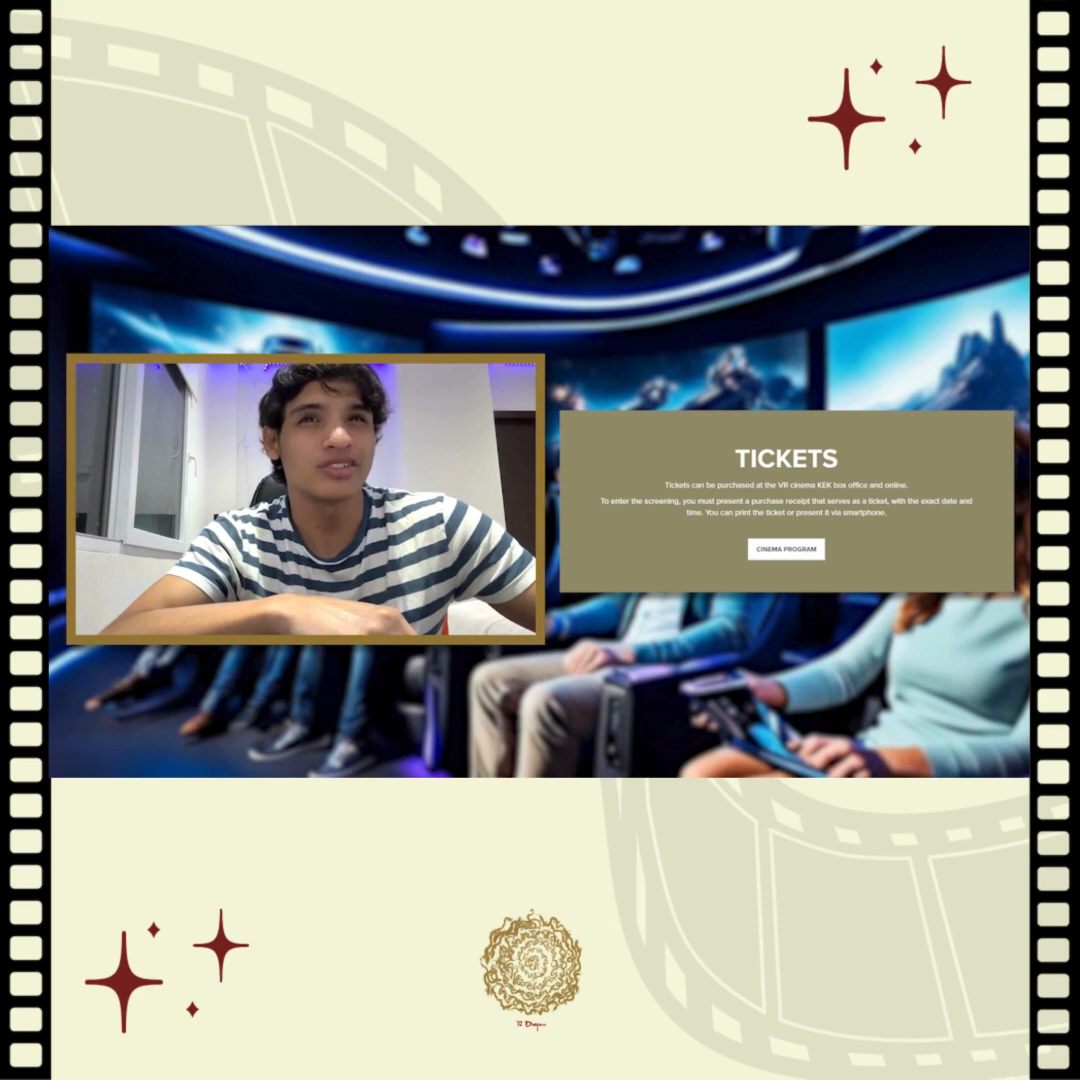 TICKETS
Tickets can be purchased at the VR cinema KEK box office and online.
To enter the screening, you must present a purchase receipt that serves as a ticket, with the exact date and
time. You can print the ticket or present it via smartphone.
CINEMA PROGRAM